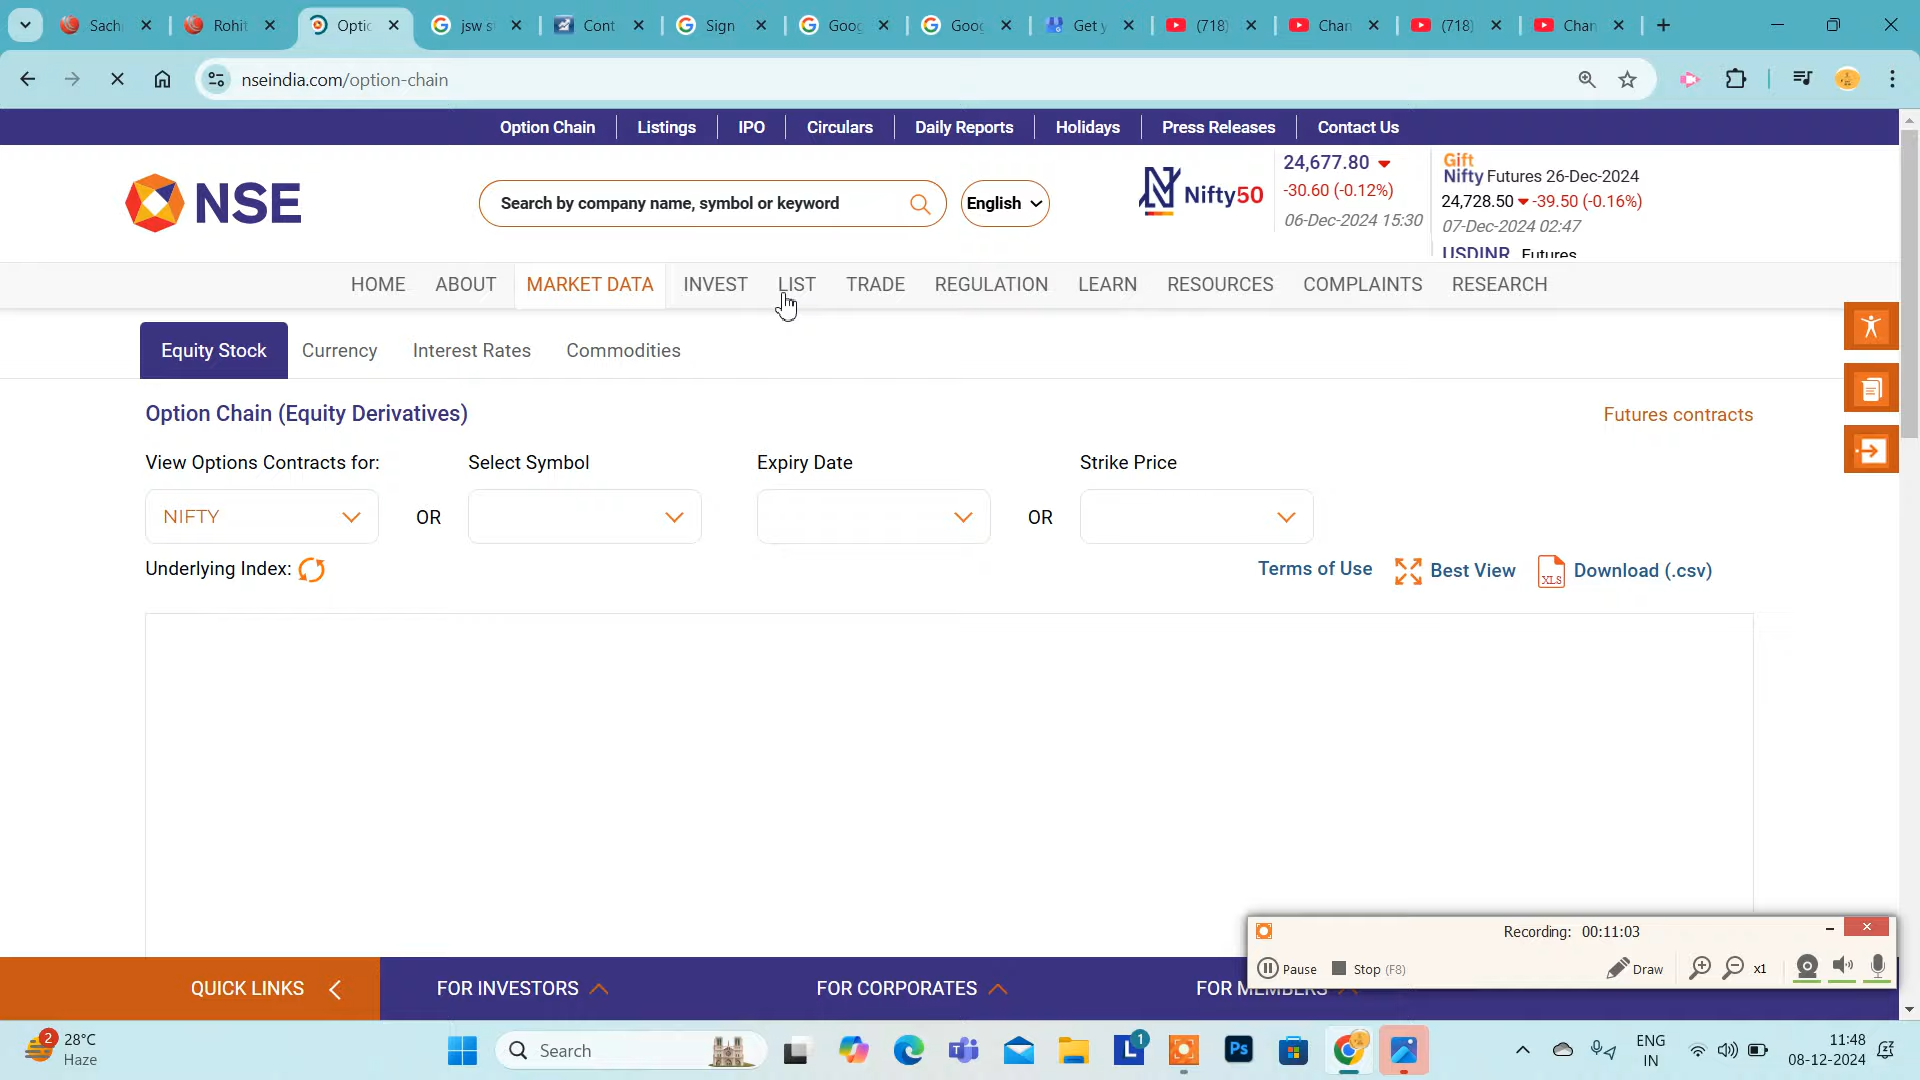 Sach
Rohit
Optic
jsw s
Cont
Sign
Goog
Goog
Get y
(718)
Chan
(718)
Chan
nseindia.com/option-chain
Option Chain
Listings
IPO
Circulars
Daily Reports
Holidays
Press Releases
Contact Us
NSE
Search by company name, symbol or keyword
English
Nifty50
24,677.80
-30.60 (-0.12%)
06-Dec-2024 15:30
Gift
Nifty Futures 26-Dec-2024
24,728.50 -39.50 (-0.16%)
07-Dec-2024 02:47
USDINR Futures
HOME
ABOUT
MARKET DATA
INVEST
LIST
TRADE
REGULATION
LEARN
RESOURCES
COMPLAINTS
RESEARCH
Equity Stock
Currency
Interest Rates
Commodities
Option Chain (Equity Derivatives)
Futures contracts
View Options Contracts for:
Select Symbol
Expiry Date
Strike Price
NIFTY
OR
OR
Underlying Index:
Terms of Use
Best View
XLS
Download (.csv)
Recording: 00:11:03
Pause
Stop (F8)
Draw
x1
QUICK LINKS
FOR INVESTORS
FOR CORPORATES
FOR MEMBERS
2
28°C
Haze
Search
L
1
Ps
ENG
IN
11:48
08-12-2024